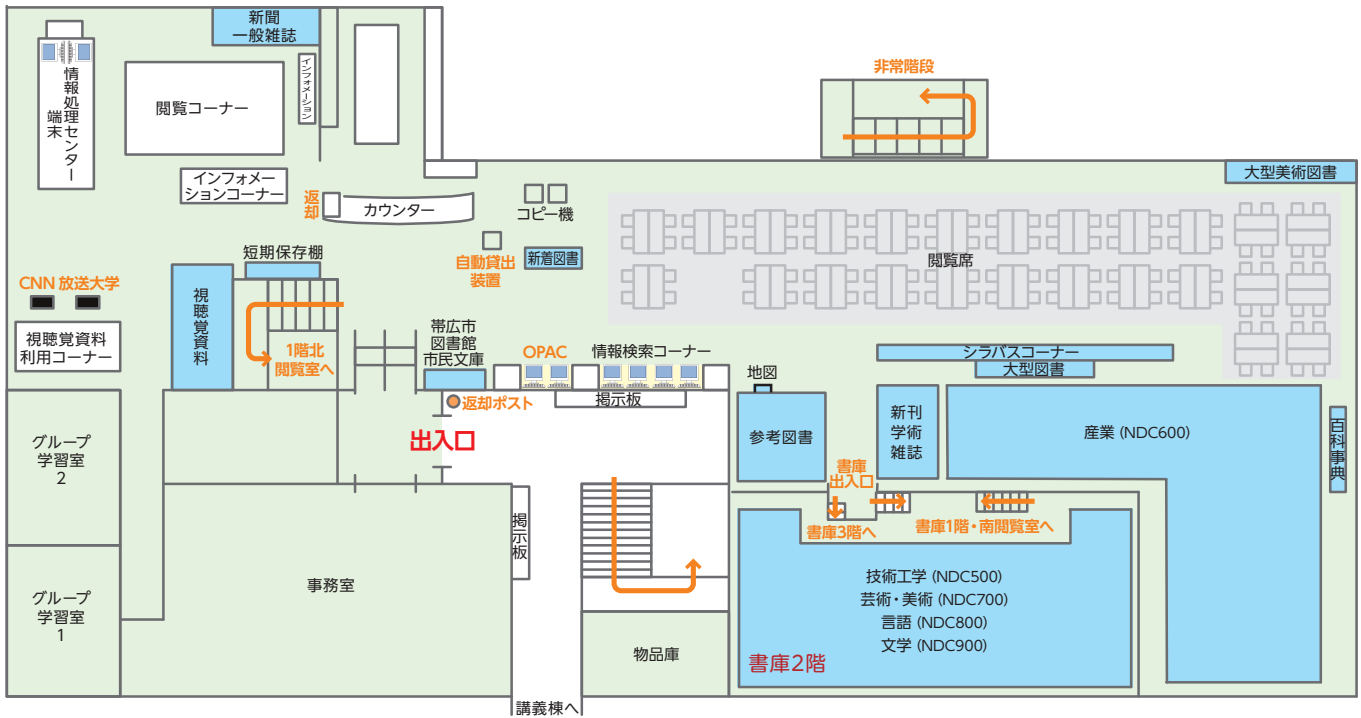 新聞
一般雑誌
情報処理センター
端末
閲覧コーナー
インフォメーション
インフォメー
ションコーナー
返却
カウンター
コピー機
自動貸出
装置
新着図書
非常階段
大型美術図書
閲覧席
短期保存棚
CNN 放送大学
視聴覚資料
利用コーナー
視聴覚資料
1階北
閲覧室へ
帯広市
図書館
市民文庫
OPAC
情報検索コーナー
掲示板
返却ポスト
出入口
シラバスコーナー
大型図書
地図
参考図書
新刊
学術
雑誌
産業 (NDC600)
百科事典
書庫
出入口
書庫3階へ
書庫1階・南閲覧室へ
グループ
学習室
2
グループ
学習室
1
事務室
掲示板
物品庫
講義棟へ
技術工学 (NDC500)
芸術・美術 (NDC700)
言語 (NDC800)
文学 (NDC900)
書庫2階